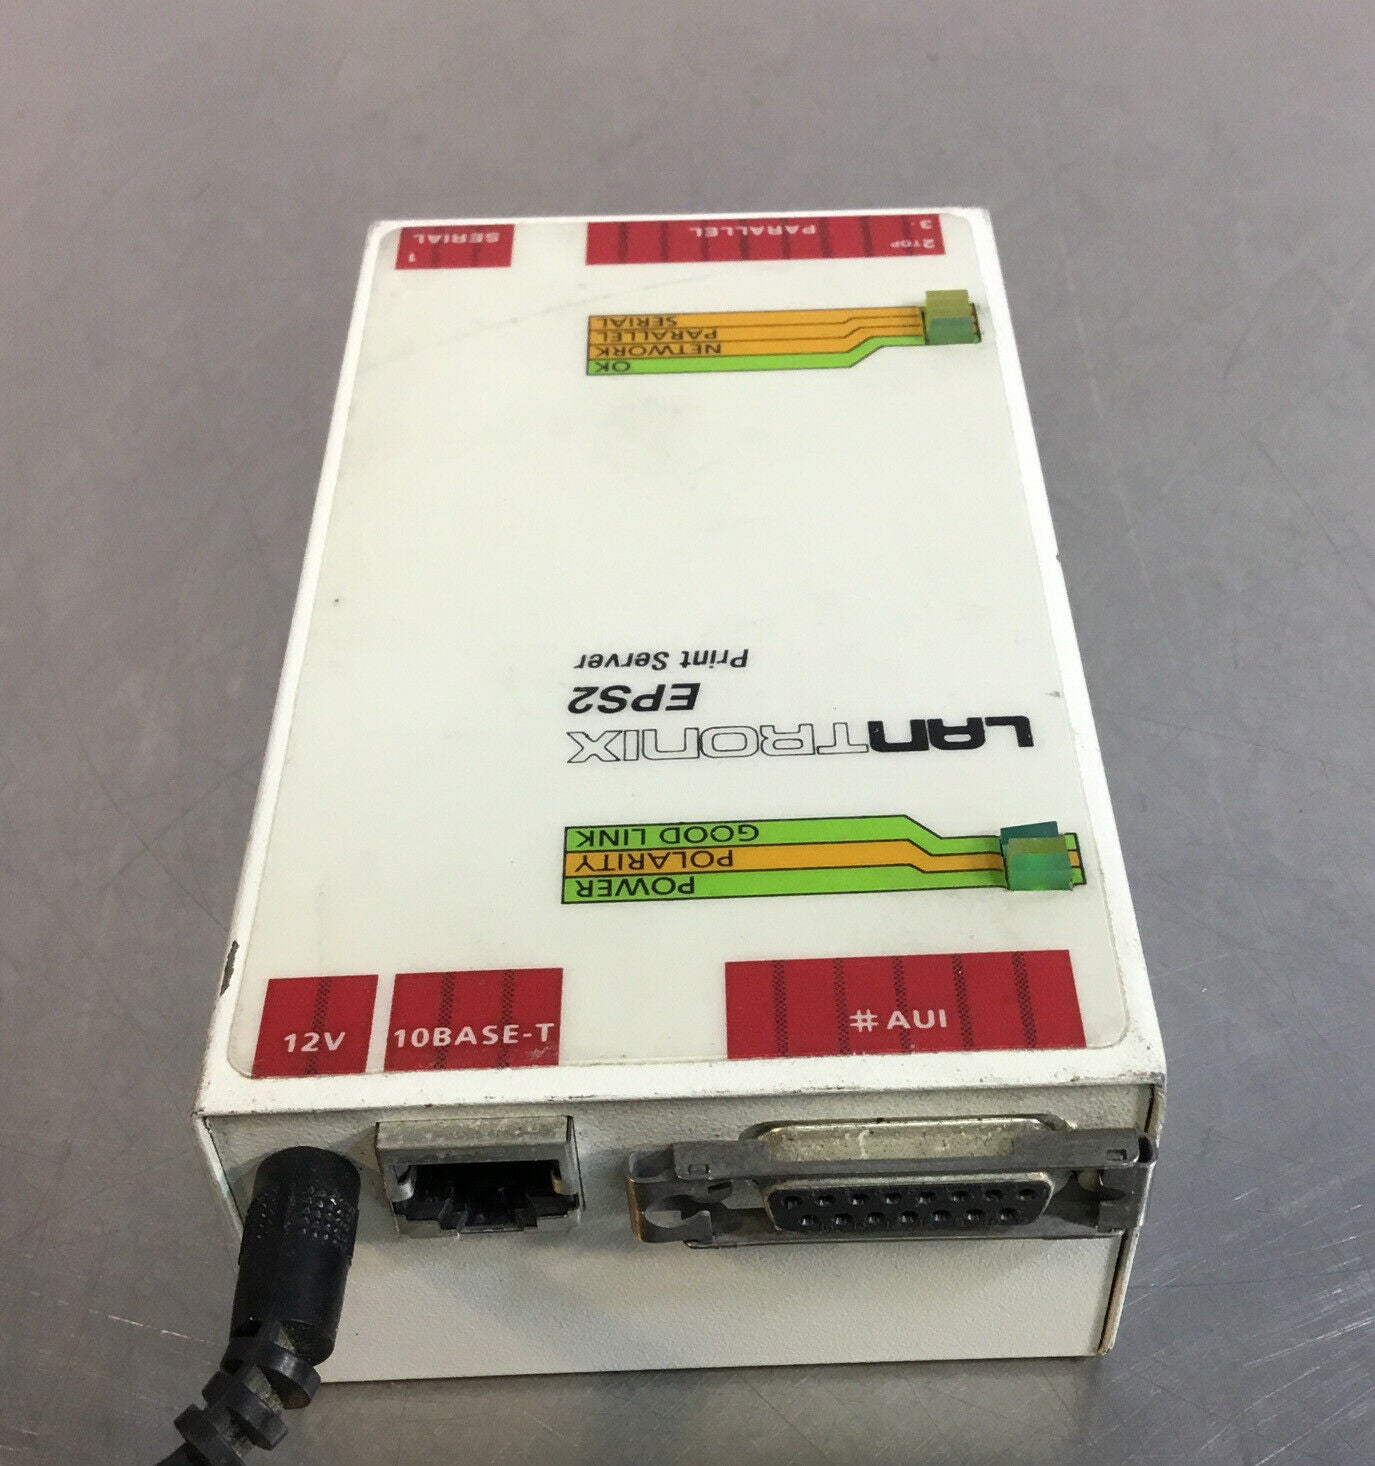 SERIAL
1
PARALLEL
3.
2 TOP
SERIAL
PARALLEL
NETWORK
OK
LANTRONIX
EPS2
Print Server
GOOD LINK
POLARITY
POWER
12V
10BASE-T
# AUI